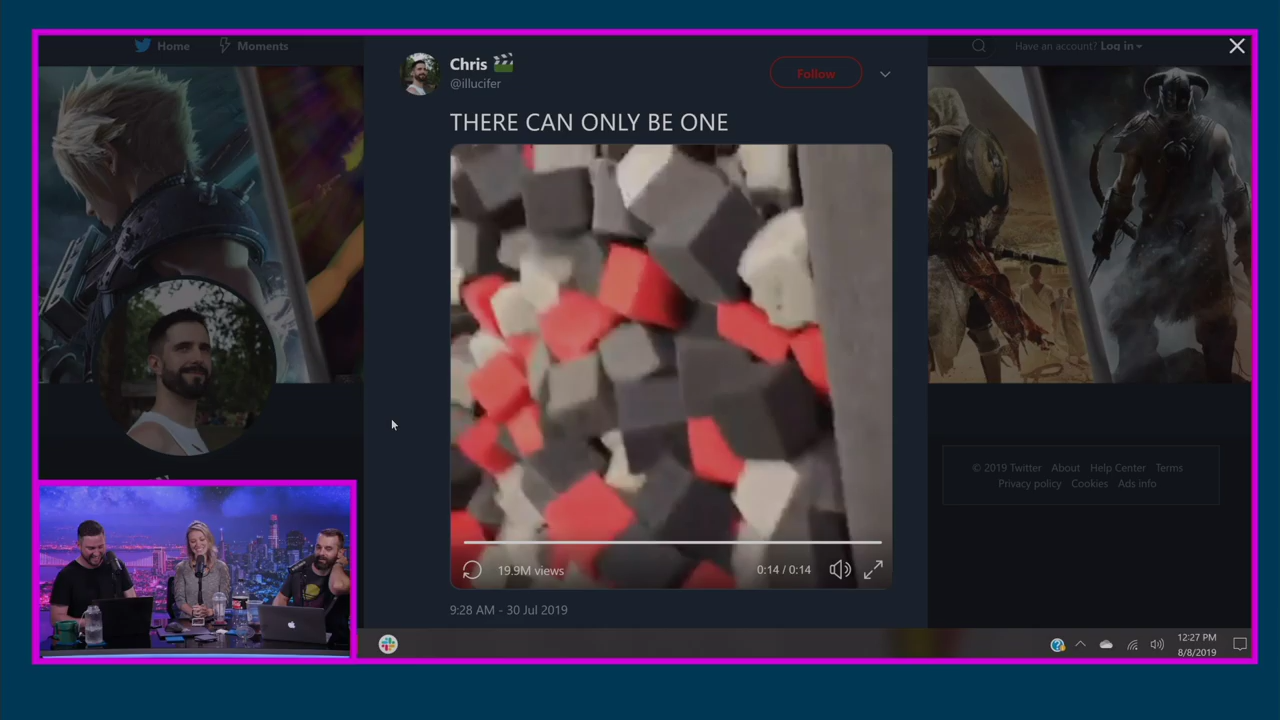 Home
Moments
Have an account? Log in
Chris
@illucifer
Follow
THERE CAN ONLY BE ONE
19.9M views
0:14 / 0:14
9:28 AM - 30 Jul 2019
© 2019 Twitter About Help Center Terms
Privacy policy Cookies Ads info
12:27 PM
8/8/2019